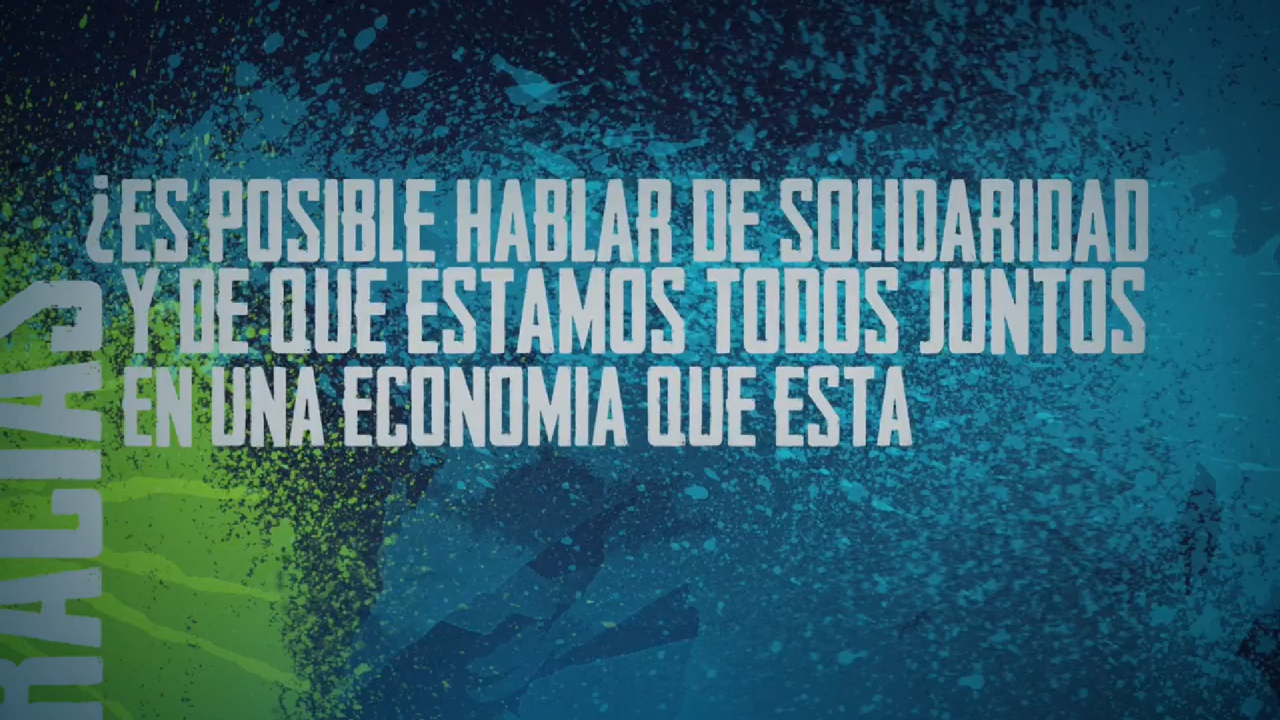 ¿ES POSIBLE HABLAR DE SOLIDARIDAD
Y DE QUE ESTAMOS TODOS JUNTOS
EN UNA ECONOMIA QUE ESTA